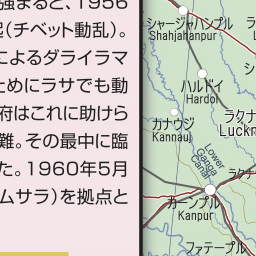 強まると、1956
起(チベット動乱)。
によるダライラマ
ためにラサでも動
府はこれに助けら
難。その最中に臨
た。1960年5月
ムサラ)を拠点と
シャージャハンプル
Shahjahanpur
ハルドイ
Hardoi
カナウジ
Kannauj
ラクナ
Luckn
Lower
Ganga
Canal
カーンプル
Kanpur
ファテープル